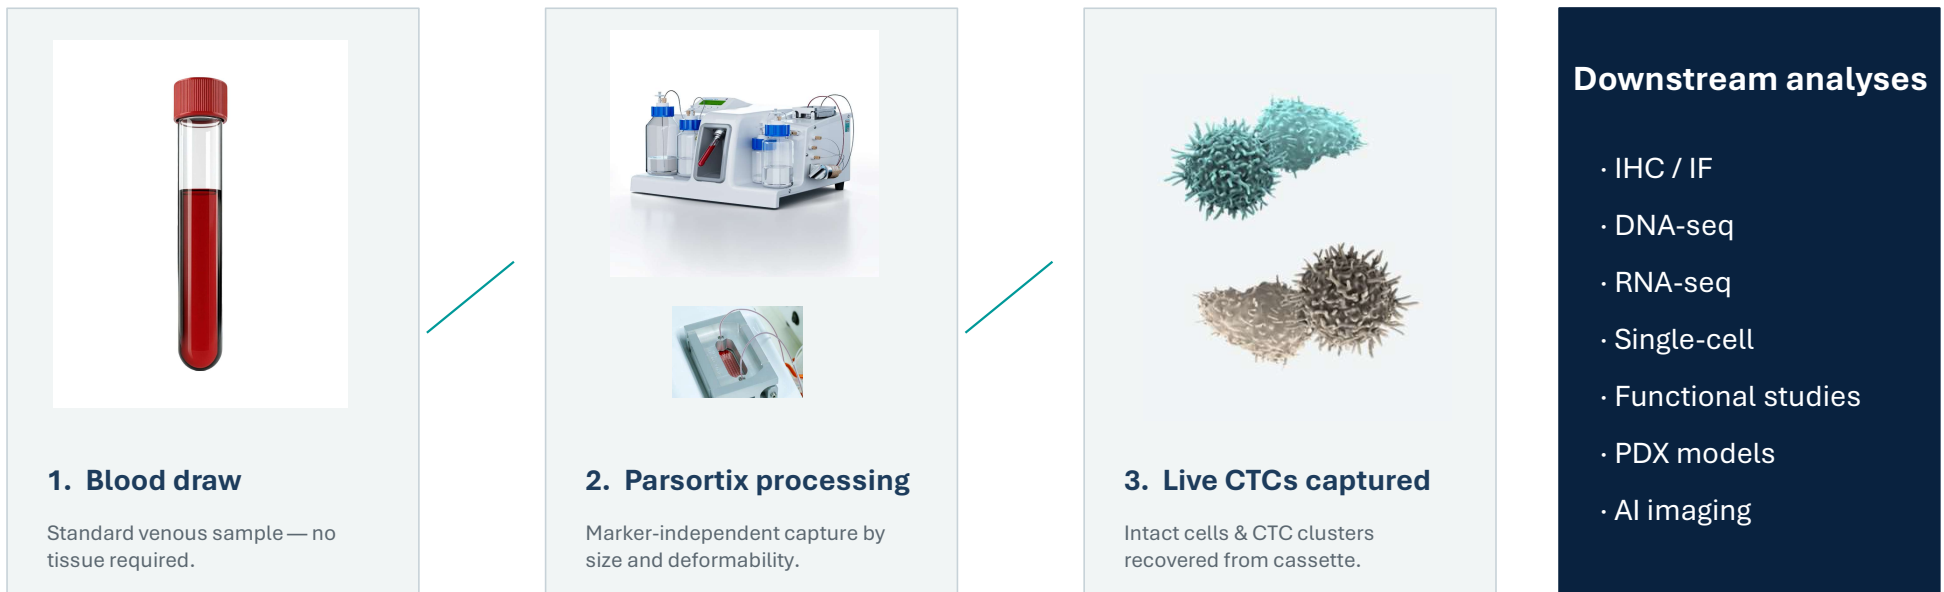 1. Blood draw
Standard venous sample — no
tissue required.
2. Parsortix processing
Marker-independent capture by
size and deformability.
3. Live CTCs captured
Intact cells & CTC clusters
recovered from cassette.
Downstream analyses
· IHC / IF
· DNA-seq
· RNA-seq
· Single-cell
· Functional studies
· PDX models
· AI imaging